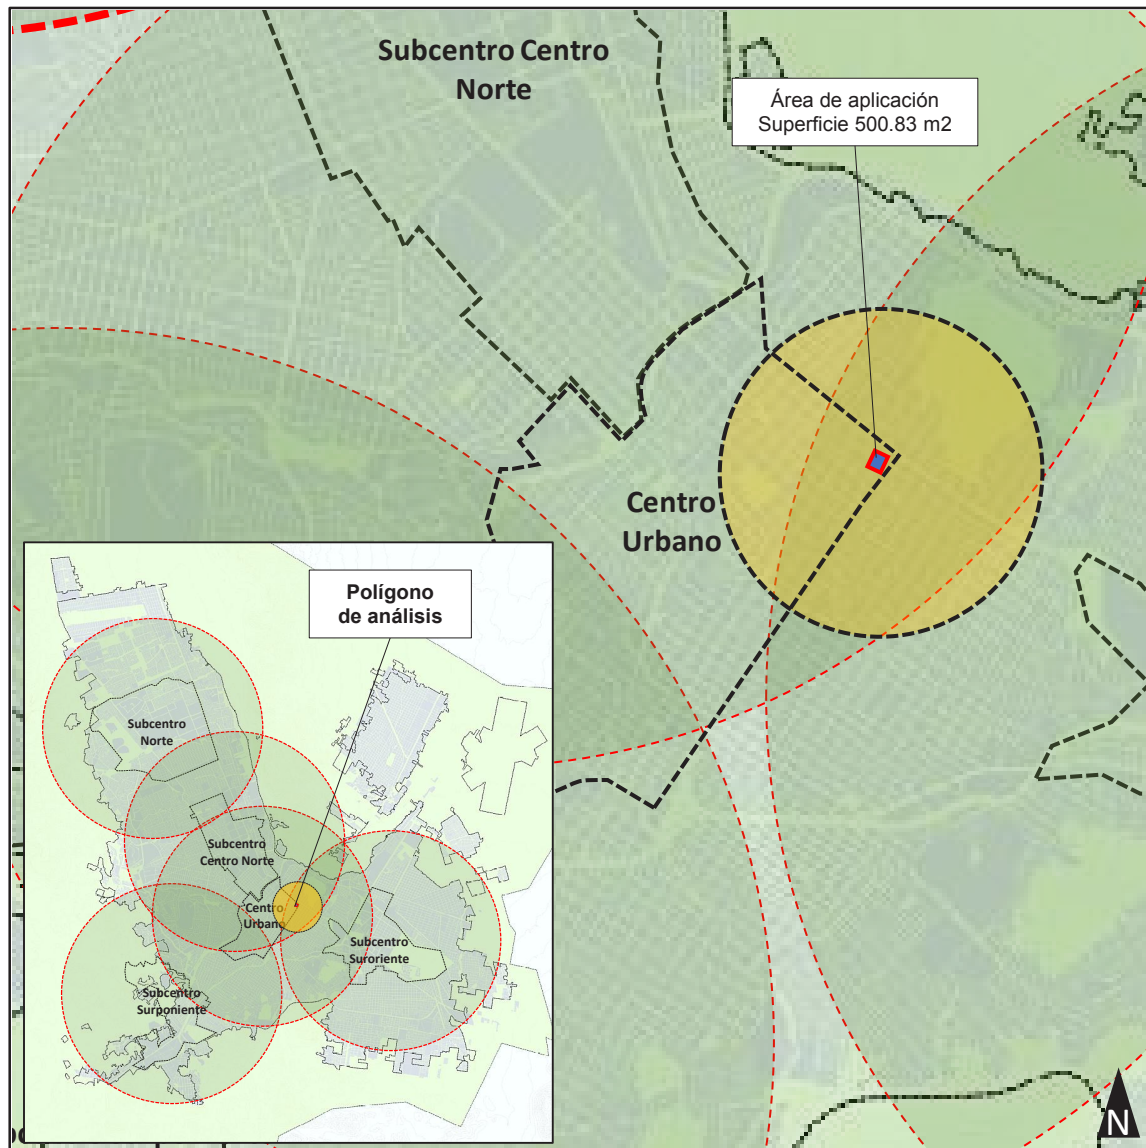 Subcentro Centro
Norte
Área de aplicación
Superficie 500.83 m2
Centro
Urbano
Polígono
de análisis
Subcentro
Norte
Subcentro
Centro Norte
Centro
Urbano
Subcentro
Suroriente
Subcentro
Surponiente
N